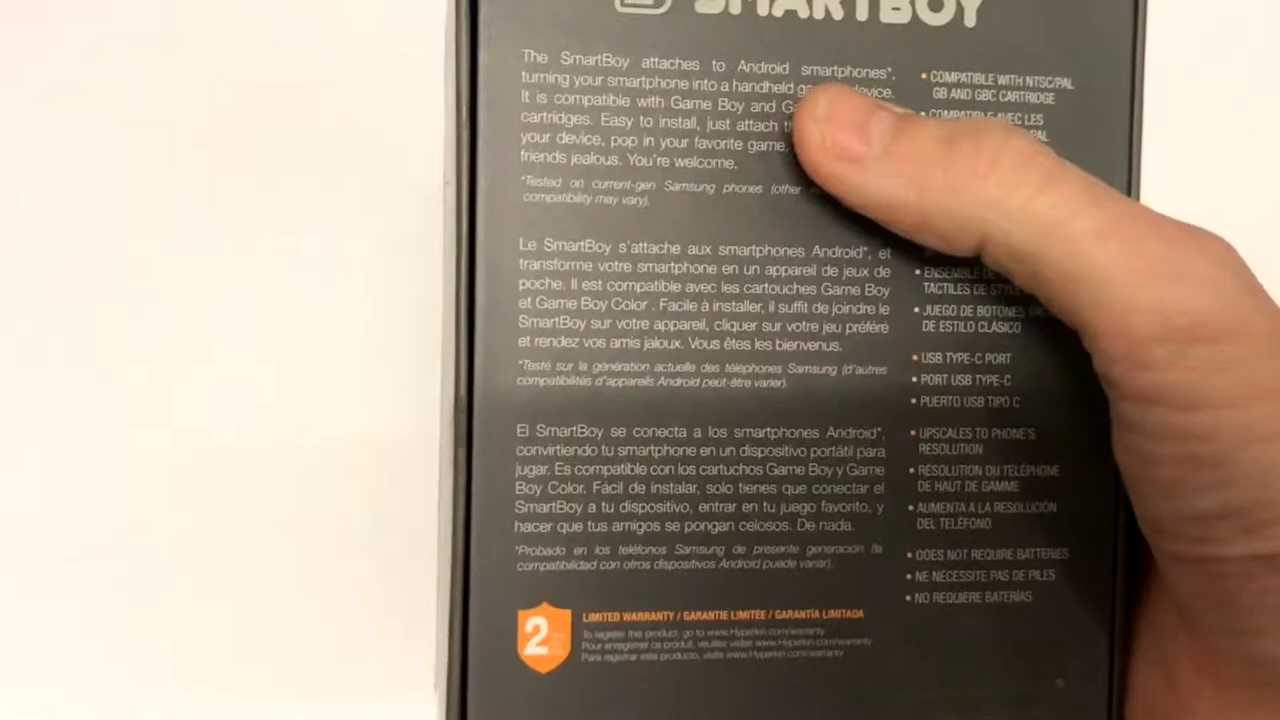 SMARTBOY
The SmartBoy attaches to Android smartphones*,
turning your smartphone into a handheld device.
It is compatible with Game Boy and
cartridges. Easy to install, just attach
your device, pop in your favorite game,
friends jealous. You're welcome.
*Tested on current-gen Samsung phones (other
compatibility may vary).
Le SmartBoy s'attache aux smartphones Android*, et
transforme votre smartphone en un appareil de jeux de
poche. Il est compatible avec les cartouches Game Boy
et Game Boy Color . Facile à installer, il suffit de joindre le
SmartBoy sur votre appareil, cliquer sur votre jeu préféré
et rendez vos amis jaloux. Vous êtes les bienvenus.
*Testé sur la génération actuelle des téléphones Samsung (d'autres
compatibilités d'appareils Android peut-être varier).
El SmartBoy se conecta a los smartphones Android*,
convirtiendo tu smartphone en un dispositivo portátil para
jugar. Es compatible con los cartuchos Game Boy y Game
Boy Color. Fácil de instalar, solo tienes que conectar el
SmartBoy a tu dispositivo, entrar en tu juego favorito, y
hacer que tus amigos se pongan celosos. De nada.
*Probado en los teléfonos Samsung de presente generación (la
compatibilidad con otros dispositivos Android puede variar).
2
LIMITED WARRANTY / GARANTIE LIMITÉE / GARANTÍA LIMITADA
To register this product, go to www.Hyperkin.com/warranty
Pour enregistrer ce produit, veuillez visiter www.Hyperkin.com/warranty
Para registrar este producto, visite www.Hyperkin.com/warranty
• COMPATIBLE WITH NTSC/PAL
GB AND GBC CARTRIDGE
• COMPATIBLE AVEC LES
• ENSEMBLE
TACTILES DE
• JUEGO DE BOTONES
DE ESTILO CLÁSICO
• USB TYPE-C PORT
• PORT USB TYPE-C
• PUERTO USB TIPO C
• UPSCALES TO PHONE'S
RESOLUTION
• RÉSOLUTION DU TÉLÉPHONE
DE HAUT DE GAMME
• AUMENTA A LA RESOLUCIÓN
DEL TELÉFONO
• DOES NOT REQUIRE BATTERIES
• NE NÉCESSITE PAS DE PILES
• NO REQUIERE BATERÍAS